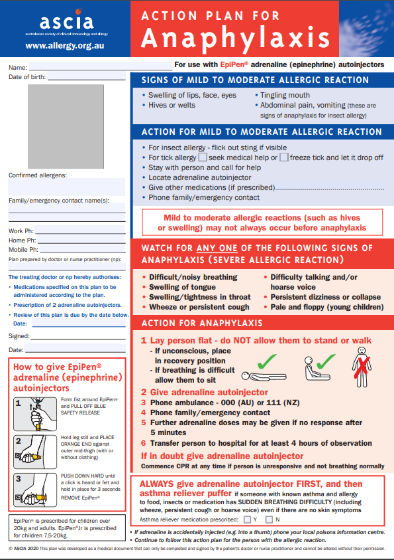 ascia
australasian society of clinical immunology and allergy
www.allergy.org.au
ACTION PLAN FOR
Anaphylaxis
Name:
For use with EpiPen® adrenaline (epinephrine) autoinjectors
Date of birth:
Confirmed allergens:
Family/emergency contact name(s):
Work Ph:
Home Ph:
Mobile Ph:
Plan prepared by doctor or nurse practitioner (np):
The treating doctor or np hereby authorises:
• Medications specified on this plan to be
administered according to the plan.
• Prescription of 2 adrenaline autoinjectors.
• Review of this plan is due by the date below.
Date:
Signed:
Date:
How to give EpiPen®
adrenaline (epinephrine)
autoinjectors
1
Form fist around EpiPen®
and PULL OFF BLUE
SAFETY RELEASE
2
Hold leg still and PLACE
ORANGE END against
outer mid-thigh (with or
without clothing)
3
PUSH DOWN HARD until
a click is heard or felt and
hold in place for 3 seconds
REMOVE EpiPen®
EpiPen® is prescribed for children over
20kg and adults. EpiPen®Jr is prescribed
for children 7.5-20kg.
SIGNS OF MILD TO MODERATE ALLERGIC REACTION
• Swelling of lips, face, eyes
• Hives or welts
• Tingling mouth
• Abdominal pain, vomiting (these are
signs of anaphylaxis for insect allergy)
ACTION FOR MILD TO MODERATE ALLERGIC REACTION
• For insect allergy - flick out sting if visible
• For tick allergy seek medical help or freeze tick and let it drop off
• Stay with person and call for help
• Locate adrenaline autoinjector
• Give other medications (if prescribed)
• Phone family/emergency contact
Mild to moderate allergic reactions (such as hives
or swelling) may not always occur before anaphylaxis
WATCH FOR ANY ONE OF THE FOLLOWING SIGNS OF
ANAPHYLAXIS (SEVERE ALLERGIC REACTION)
• Difficult/noisy breathing
• Swelling of tongue
• Swelling/tightness in throat
• Wheeze or persistent cough
• Difficulty talking and/or
hoarse voice
• Persistent dizziness or collapse
• Pale and floppy (young children)
ACTION FOR ANAPHYLAXIS
1 Lay person flat - do NOT allow them to stand or walk
- If unconscious, place
in recovery position
- If breathing is difficult
allow them to sit
2 Give adrenaline autoinjector
3 Phone ambulance - 000 (AU) or 111 (NZ)
4 Phone family/emergency contact
5 Further adrenaline doses may be given if no response after
5 minutes
6 Transfer person to hospital for at least 4 hours of observation
If in doubt give adrenaline autoinjector
Commence CPR at any time if person is unresponsive and not breathing normally
ALWAYS give adrenaline autoinjector FIRST, and then
asthma reliever puffer if someone with known asthma and allergy
to food, insects or medication has SUDDEN BREATHING DIFFICULTY (including
wheeze, persistent cough or hoarse voice) even if there are no skin symptoms
Asthma reliever medication prescribed: Y N
• If adrenaline is accidentally injected (e.g. into a thumb) phone your local poisons information centre.
• Continue to follow this action plan for the person with the allergic reaction.
© ASCIA 2020 This plan was developed as a medical document that can only be completed and signed by the patient's doctor or nurse practitioner and cannot be altered without their permission.